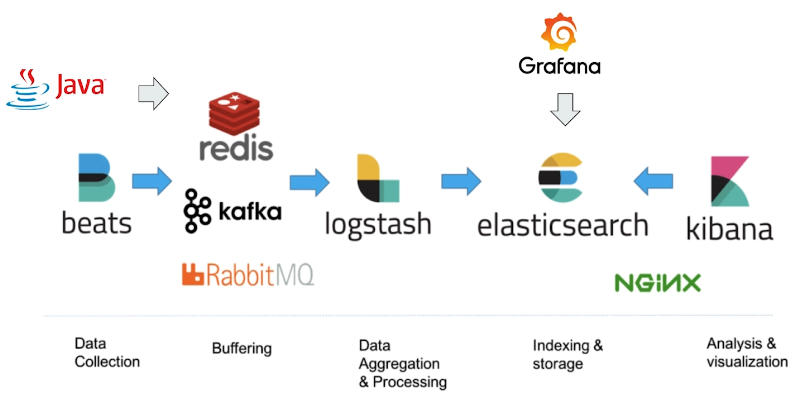 Java
Grafana
redis
beats
kafka
logstash
elasticsearch
kibana
RabbitMQ
NGINX
Data
Collection
Buffering
Data
Aggregation
& Processing
Indexing &
storage
Analysis &
visualization